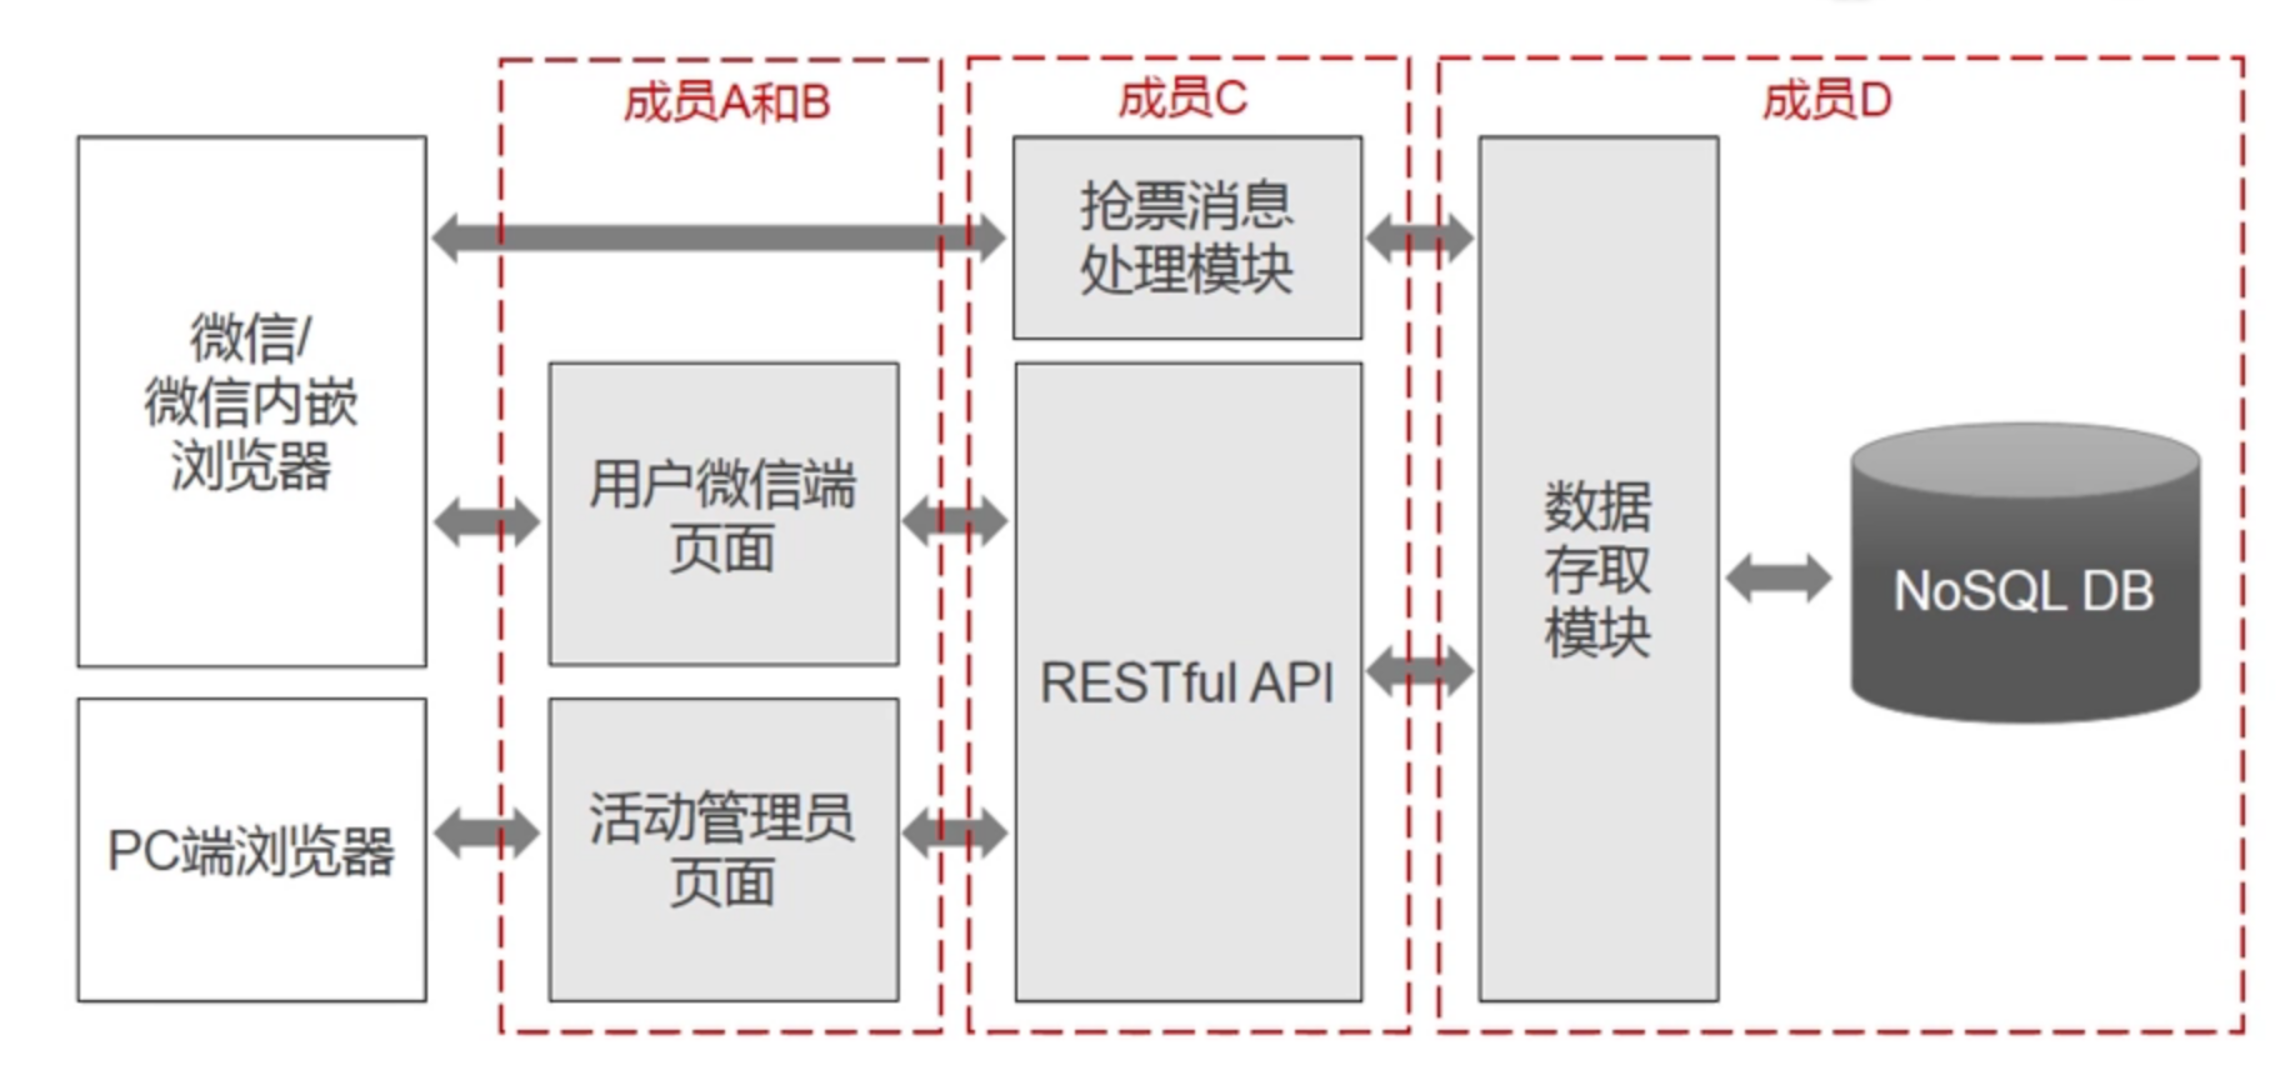 成员A和B
成员C
成员D
微信/
微信内嵌
浏览器
抢票消息
处理模块
用户微信端
页面
RESTful API
数据
存取
模块
NoSQL DB
PC端浏览器
活动管理员
页面